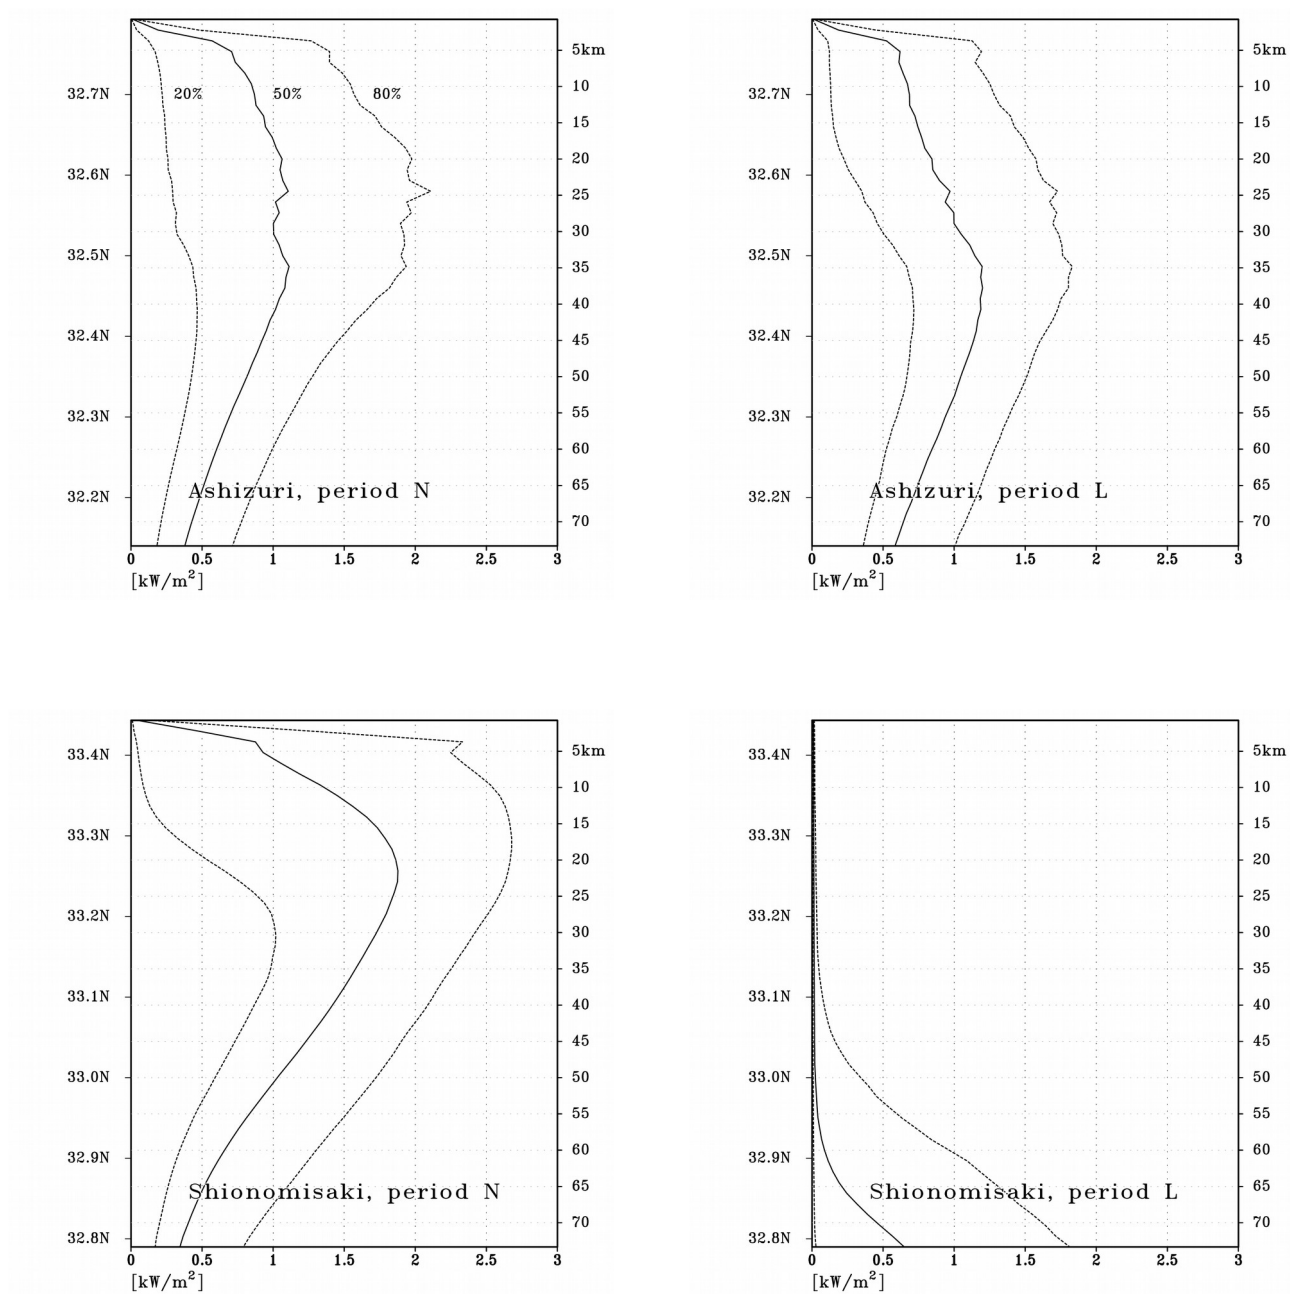 5km
32.7N 20% 50% 80% 10
15
20
32.6N
25
30
32.5N
35
40
32.4N
45
50
32.3N
55
60
65
32.2N Ashizuri, period N
70
0 0.5 1 1.5 2 2.5 3
[kW/m²]
5km
32.7N 10
15
20
32.6N
25
30
32.5N
35
40
32.4N
45
50
32.3N
55
60
65
32.2N Ashizuri, period L
70
0 0.5 1 1.5 2 2.5 3
[kW/m²]
33.4N 5km
10
15
33.3N
20
25
33.2N
30
35
33.1N
40
45
33.0N 50
55
60
32.9N
65
Shionomisaki, period N
70
32.8N
0 0.5 1 1.5 2 2.5 3
[kW/m²]
33.4N 5km
10
15
33.3N
20
25
33.2N
30
35
33.1N
40
45
33.0N 50
55
60
32.9N
65
Shionomisaki, period L
70
32.8N
0 0.5 1 1.5 2 2.5 3
[kW/m²]